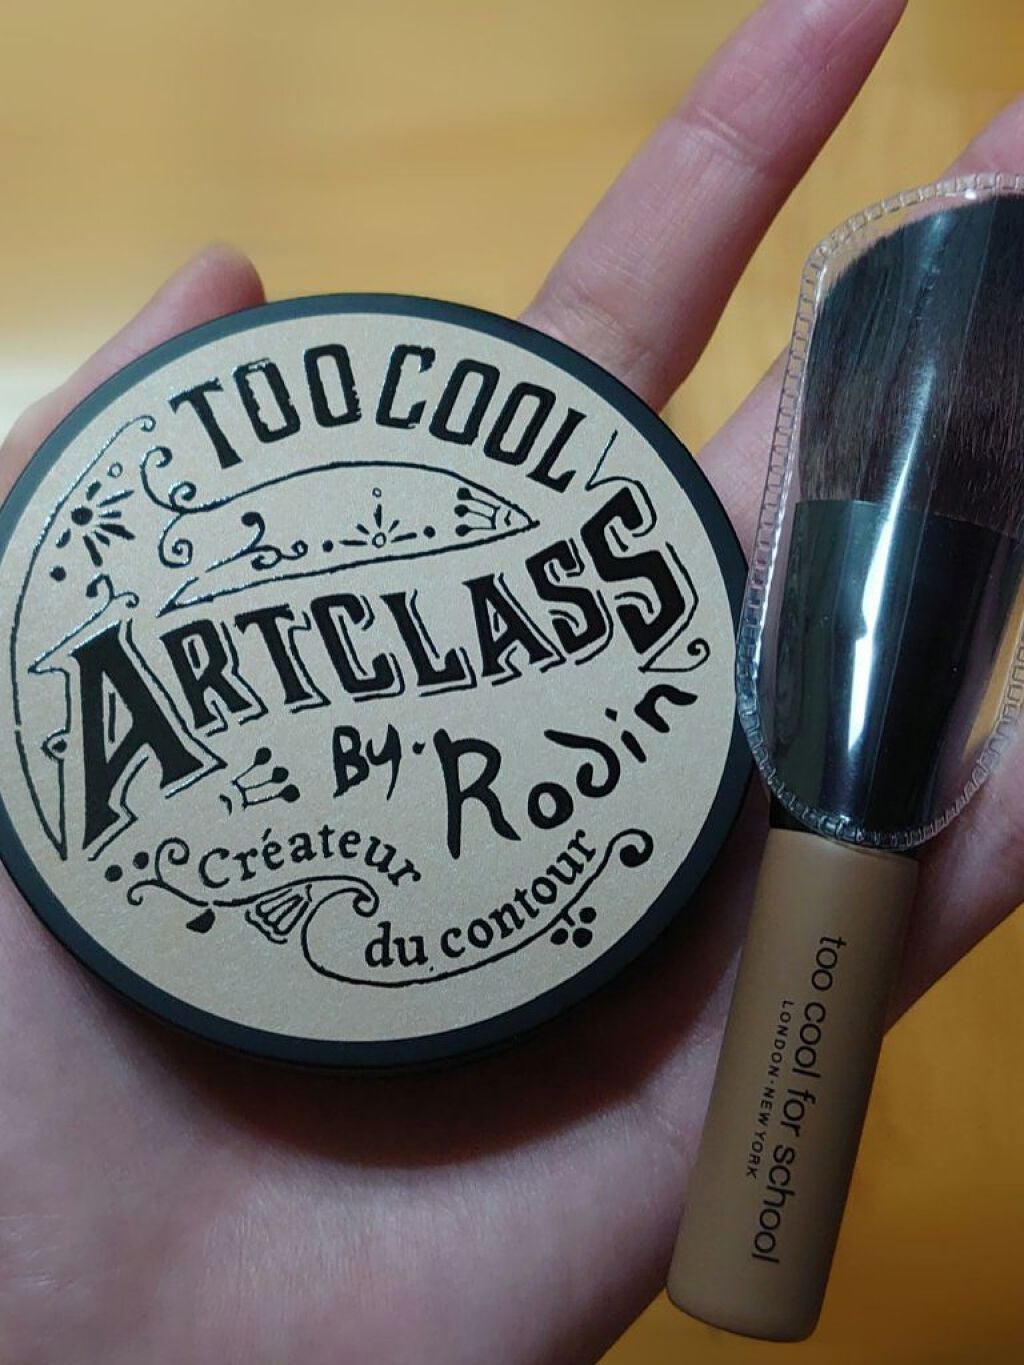 TOO COOL
ARTCLASS
By. Rodin
Créateur
du contour
too cool for school
LONDON·NEW YORK